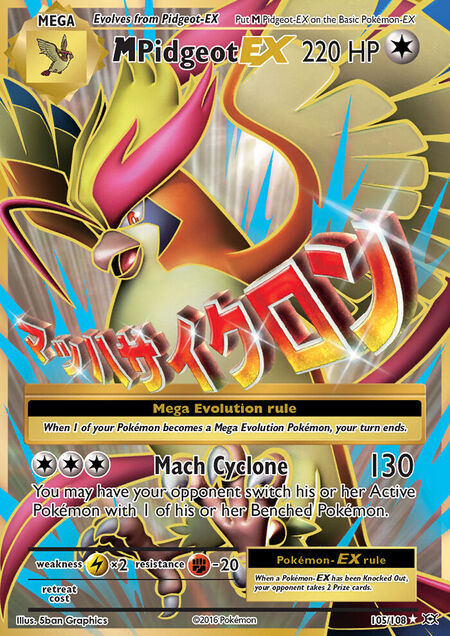 MEGA
Evolves from Pidgeot-EX
Put M Pidgeot-EX on the Basic Pokémon-EX
MPidgeotEX 220 HP
マッハサイクロン
Mega Evolution rule
When 1 of your Pokémon becomes a Mega Evolution Pokémon, your turn ends.
Mach Cyclone 130
You may have your opponent switch his or her Active
Pokémon with 1 of his or her Benched Pokémon.
weakness ×2 resistance -20
Pokémon-EX rule
When a Pokémon-EX has been Knocked Out,
your opponent takes 2 Prize cards.
retreat
cost
Illus. 5ban Graphics
©2016 Pokémon
105/108